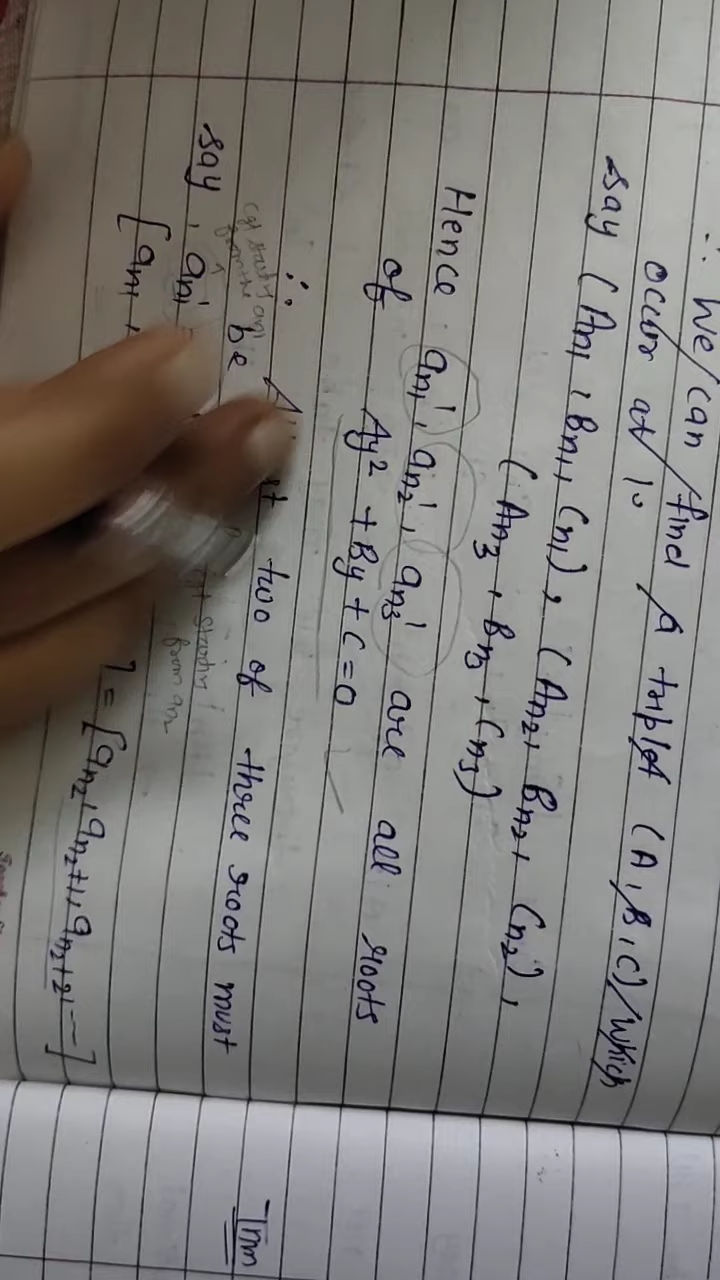 ∴ We can find a triplet (A, B, C) which
occur at
say (An1, Bn1, Cn1), (An2, Bn2, Cn2),
(An3, Bn3, Cn3)
Hence an1', an2', an3' are all roots
of Ay² + By + C = 0
∴ two of three roots must
be
say, an1'
[an1 +
] = [an2, an2+1, an2+2, ---]
Trm